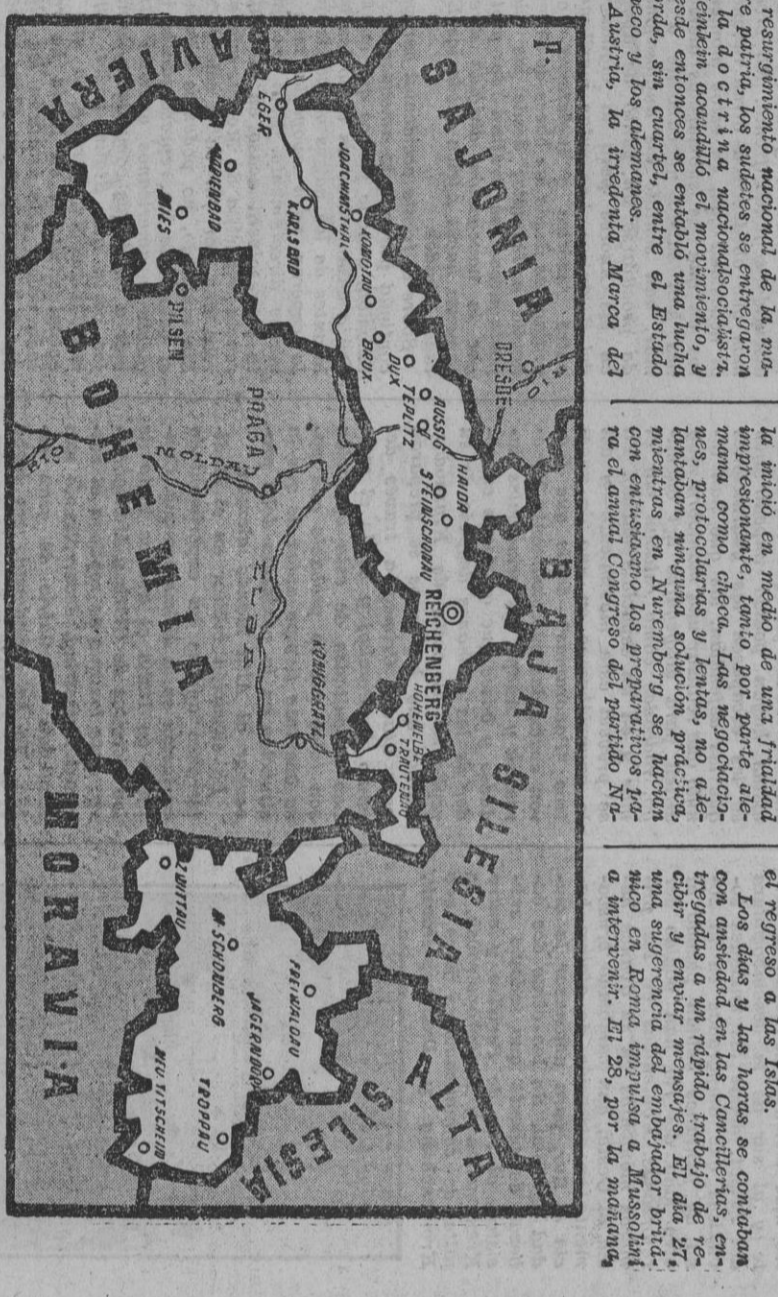 resurgimiento nacional de la ma-
re patria, los sudetes se entregaron
la doctrina nacionalsocialista.
einlein acaudilló el movimiento, y
esde entonces se entabló una lucha
orda, sin cuartel, entre el Estado
eco y los alemanes.
Austria, la irredenta Marca del
la inició en medio de una frialdad
impresionante, tanto por parte ale-
mana como checa. Las negociacio-
nes, protocolarias y lentas, no ade-
lantaban ninguna solución práctica,
mientras en Nuremberg se hacían
con entusiasmo los preparativos pa-
ra el anual Congreso del partido Na-
el regreso a las Islas.
Los días y las horas se contaban
con ansiedad en las Cancillerías, en-
tregadas a un rápido trabajo de re-
cibir y enviar mensajes. El día 27,
una sugerencia del embajador britá-
nico en Roma impulsa a Mussolini
a intervenir. El 28, por la mañana,
P.
SAJONIA
DRESDE
RIO
BAJA SILESIA
ALTA
SILESIA
BAVIERA
EGER
JOACHIMSTHAL
KOMOTAU
KARLSBAD
BRUX
DUX
TEPLITZ
AUSSIG
HAIDA
STEINSCHONAU
REICHENBERG
HOHENELBE
TRAUTENAU
MARIENBAD
MIES
PILSEN
PRAGA
MOLDAU
RIO
ELBA
KONIGGRATZ
BOHEMIA
FREIWALDAU
JAGERNDORF
M SCHONBERG
TROPPAU
ZWITTAU
NEU TITSCHEIN
MORAVIA